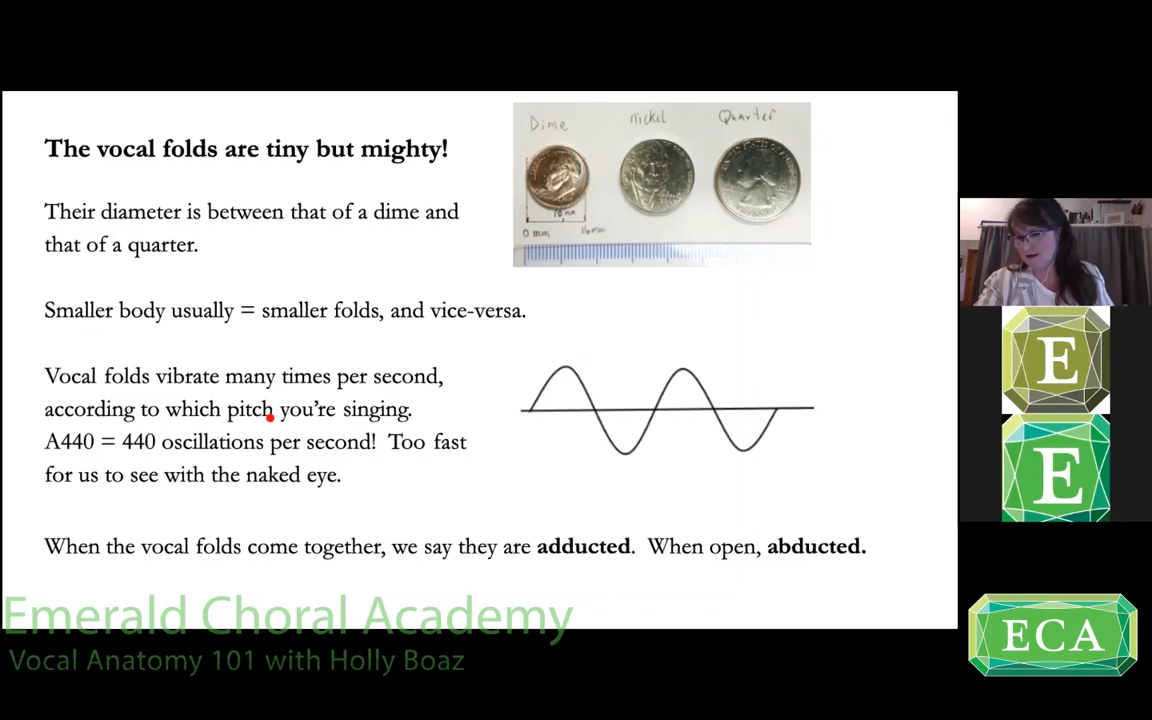 The vocal folds are tiny but mighty!
Their diameter is between that of a dime and
that of a quarter.
Smaller body usually = smaller folds, and vice-versa.
Vocal folds vibrate many times per second,
according to which pitch you're singing.
A440 = 440 oscillations per second!  Too fast
for us to see with the naked eye.
When the vocal folds come together, we say they are adducted.  When open, abducted.
Dime nickel Quarter
10 mm
0 mm
E
E
ECA
Emerald Choral Academy
Vocal Anatomy 101 with Holly Boaz